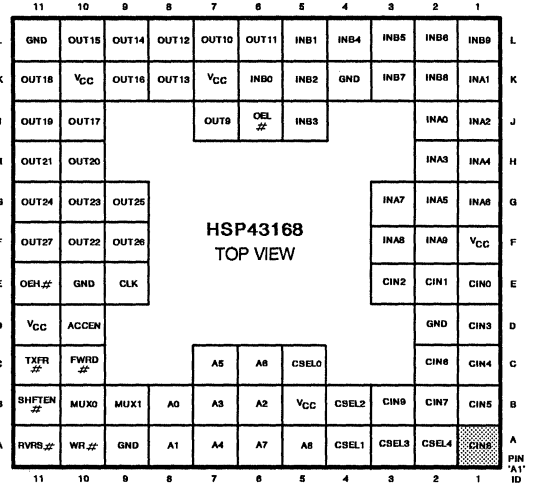 11 10 9 8 7 6 5 4 3 2 1
L GND OUT15 OUT14 OUT12 OUT10 OUT11 INB1 INB4 INB5 INB6 INB9 L
K OUT18 VCC OUT16 OUT13 VCC INB0 INB2 GND INB7 INB8 INA1 K
OUT19 OUT17 OUT9 OEL# INB3 INA0 INA2 J
H OUT21 OUT20 INA3 INA4 H
G OUT24 OUT23 OUT25 INA7 INA5 INA6 G
HSP43168
TOP VIEW
F OUT27 OUT22 OUT26 INA8 INA9 VCC F
E OEH# GND CLK CIN2 CIN1 CIN0 E
VCC ACCEN GND CIN3 D
C TXFR# FWRD# A5 A6 CSEL0 CIN6 CIN4 C
B SHFTEN# MUX0 MUX1 A0 A3 A2 VCC CSEL2 CIN9 CIN7 CIN5 B
A RVRS# WR# GND A1 A4 A7 A8 CSEL1 CSEL3 CSEL4 CIN8 A
11 10 9 8 7 6 5 4 3 2 1
PIN
'A1'
ID